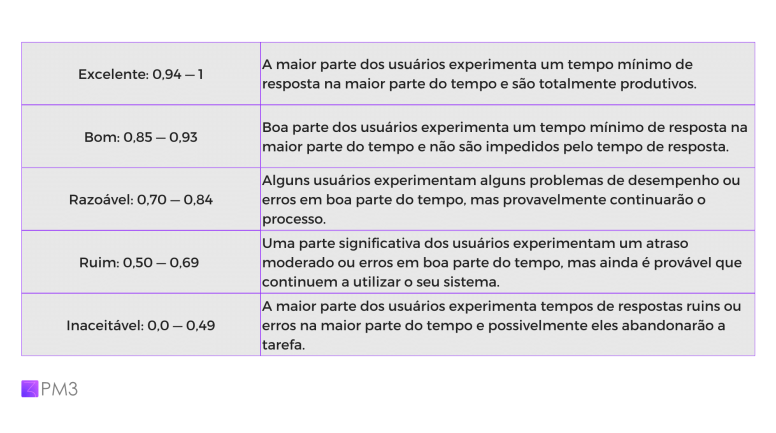 Excelente: 0,94 — 1
A maior parte dos usuários experimenta um tempo mínimo de
resposta na maior parte do tempo e são totalmente produtivos.
Bom: 0,85 — 0,93
Boa parte dos usuários experimenta um tempo mínimo de resposta na
maior parte do tempo e não são impedidos pelo tempo de resposta.
Razoável: 0,70 — 0,84
Alguns usuários experimentam alguns problemas de desempenho ou
erros em boa parte do tempo, mas provavelmente continuarão o
processo.
Ruim: 0,50 — 0,69
Uma parte significativa dos usuários experimentam um atraso
moderado ou erros em boa parte do tempo, mas ainda é provável que
continuem a utilizar o seu sistema.
Inaceitável: 0,0 — 0,49
A maior parte dos usuários experimenta tempos de respostas ruins ou
erros na maior parte do tempo e possivelmente eles abandonarão a
tarefa.
PM3